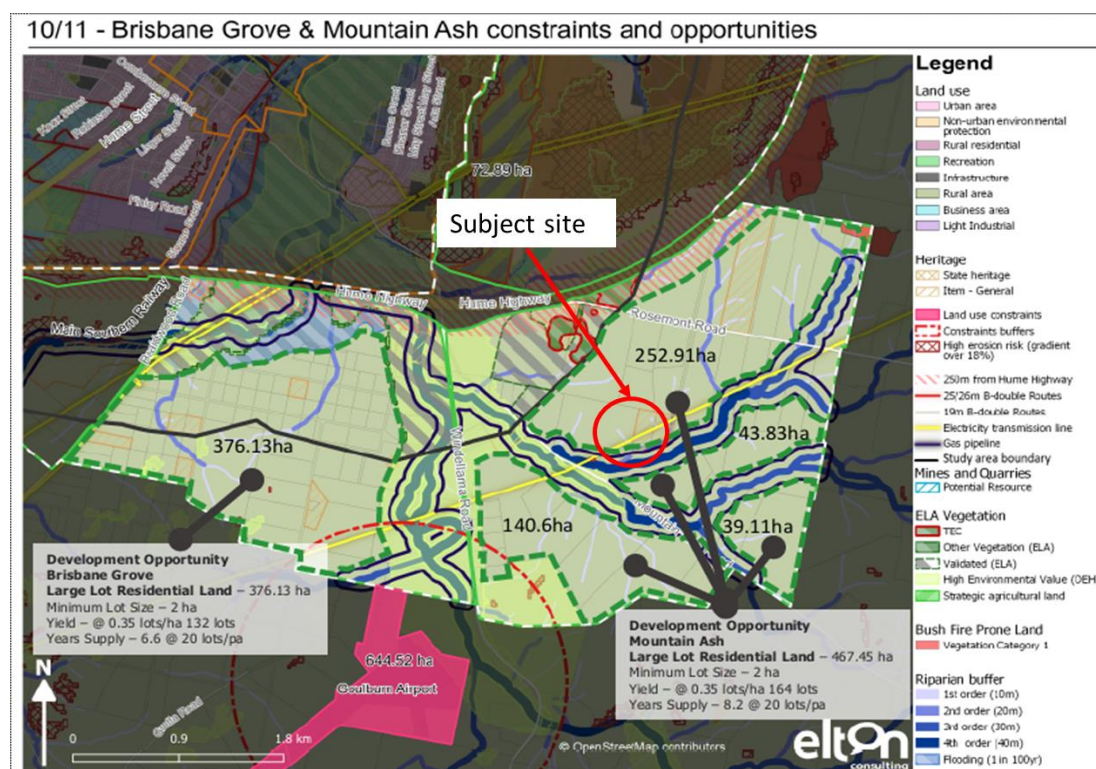 10/11 - Brisbane Grove & Mountain Ash constraints and opportunities
Hume Street
Finlay Road
Sloane Street
72.89 ha
Subject site
Main Southern Railway
Braidwood Road
Hume Highway
Hume Highway
Rosemont Road
252.91ha
376.13ha
43.83ha
Windellama Road
140.6ha
39.11ha
Mountain
Development Opportunity
Brisbane Grove
Large Lot Residential Land – 376.13 ha
Minimum Lot Size – 2 ha
Yield – @ 0.35 lots/ha 132 lots
Years Supply – 6.6 @ 20 lots/pa
Development Opportunity
Mountain Ash
Large Lot Residential Land – 467.45 ha
Minimum Lot Size – 2 ha
Yield – @ 0.35 lots/ha 164 lots
Years Supply – 8.2 @ 20 lots/pa
644.52 ha
Goulburn Airport
N
0 0.9 1.8 km
© OpenStreetMap contributors
elton
consulting
Legend
Land use
Urban area
Non-urban environmental
protection
Rural residential
Recreation
Infrastructure
Rural area
Business area
Light Industrial
Heritage
State heritage
Item - General
Land use constraints
Constraints buffers
High erosion risk (gradient
over 18%)
250m from Hume Highway
25/26m B-double Routes
19m B-double Routes
Electricity transmission line
Gas pipeline
Study area boundary
Mines and Quarries
Potential Resource
ELA Vegetation
TEC
Other Vegetation (ELA)
Validated (ELA)
High Environmental Value (OEH
Strategic agricultural land
Bush Fire Prone Land
Vegetation Category 1
Riparian buffer
1st order (10m)
2nd order (20m)
3rd order (30m)
4th order (40m)
Flooding (1 in 100yr)